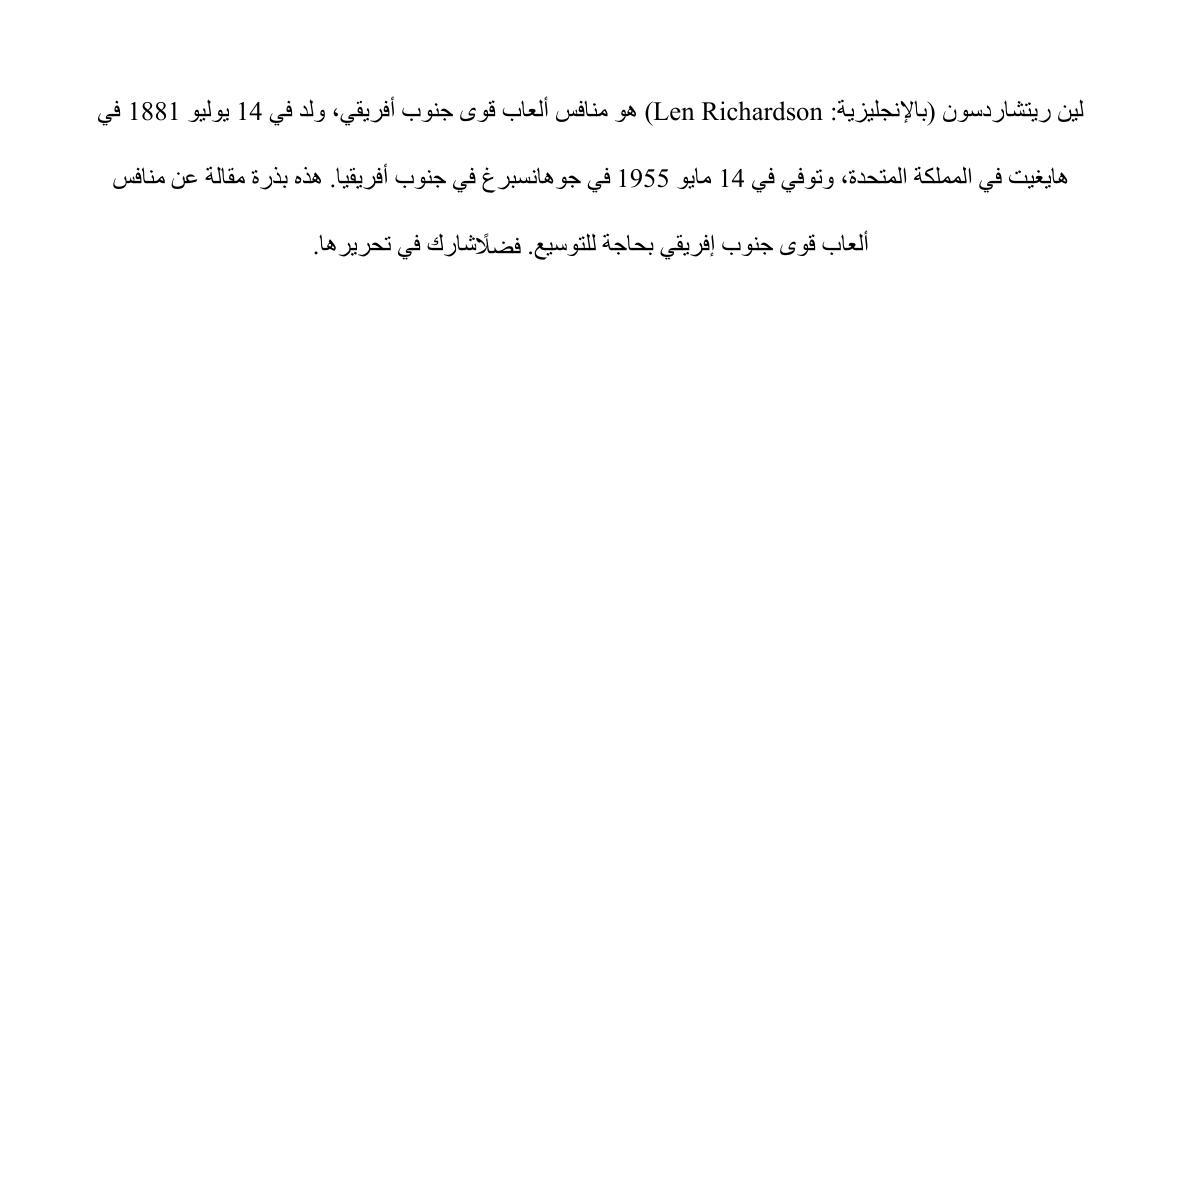 لين ريتشاردسون (بالإنجليزية: Len Richardson) هو منافس ألعاب قوى جنوب أفريقي، ولد في 14 يوليو 1881 في
هايغيت في المملكة المتحدة، وتوفي في 14 مايو 1955 في جوهانسبرغ في جنوب أفريقيا. هذه بذرة مقالة عن منافس
ألعاب قوى جنوب إفريقي بحاجة للتوسيع. فضلًاشارك في تحريرها.